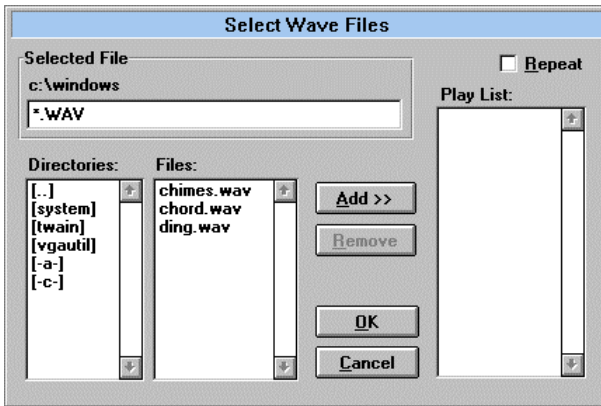 Select Wave Files
Selected File
c:\windows
*.WAV
Repeat
Play List:
Directories:
[..]
[system]
[twain]
[vgautil]
[-a-]
[-c-]
Files:
chimes.wav
chord.wav
ding.wav
Add >>
Remove
OK
Cancel